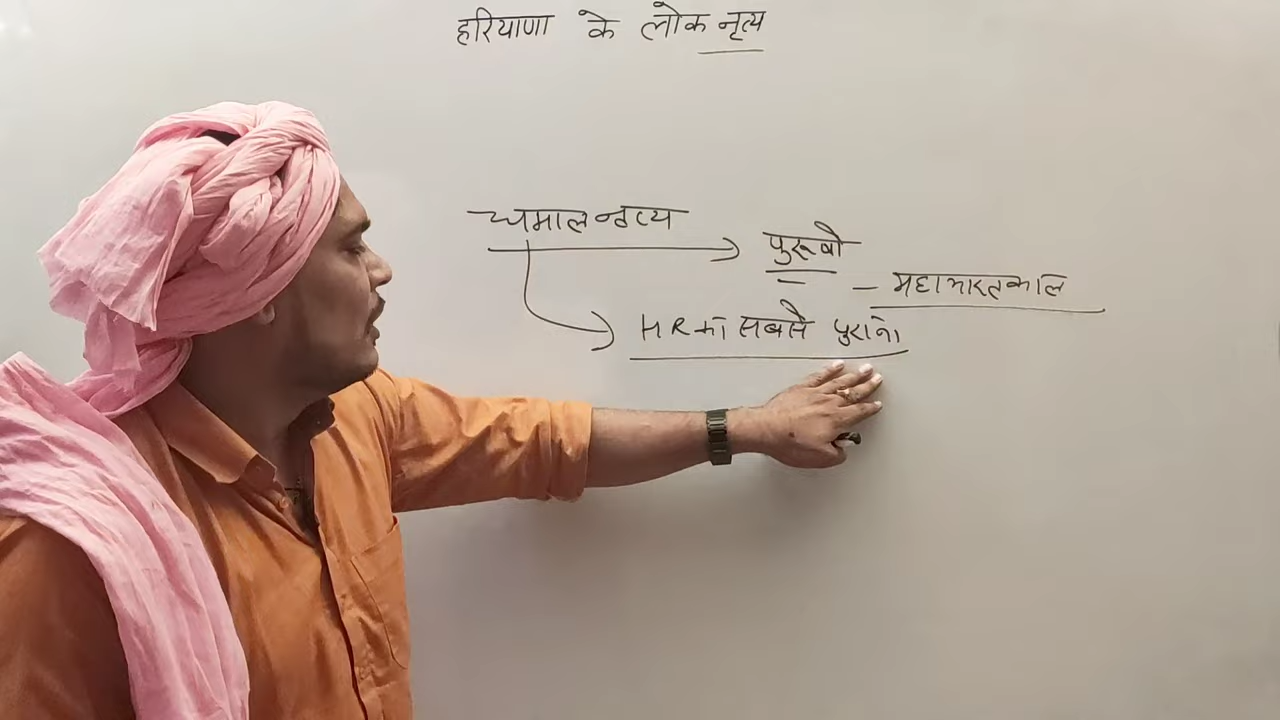 हरियाणा के लोक नृत्य
धमाल नृत्य
पुरूषो
- महाभारतकाल
HR का सबसे पुराना